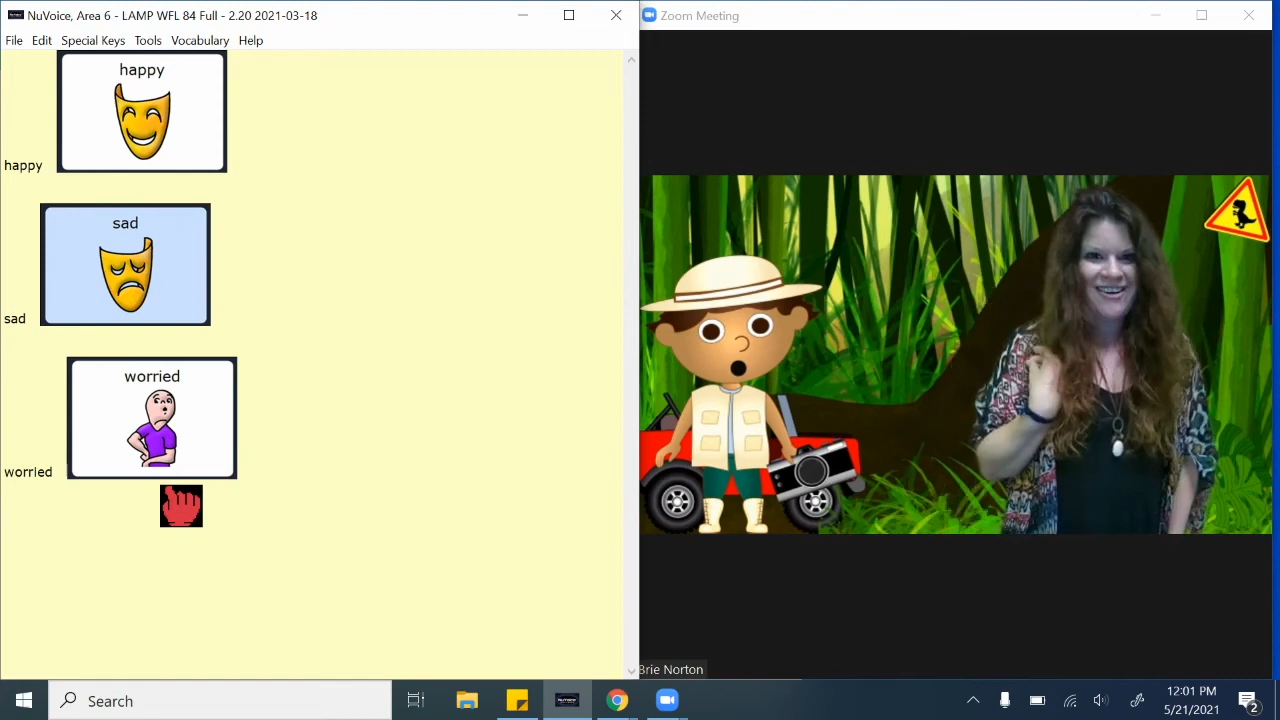 NuVoice, Area 6 - LAMP WFL 84 Full - 2.20 2021-03-18
File Edit Special Keys Tools Vocabulary Help
happy
happy
sad
sad
worried
worried
Zoom Meeting
Brie Norton
Search
12:01 PM
5/21/2021
2